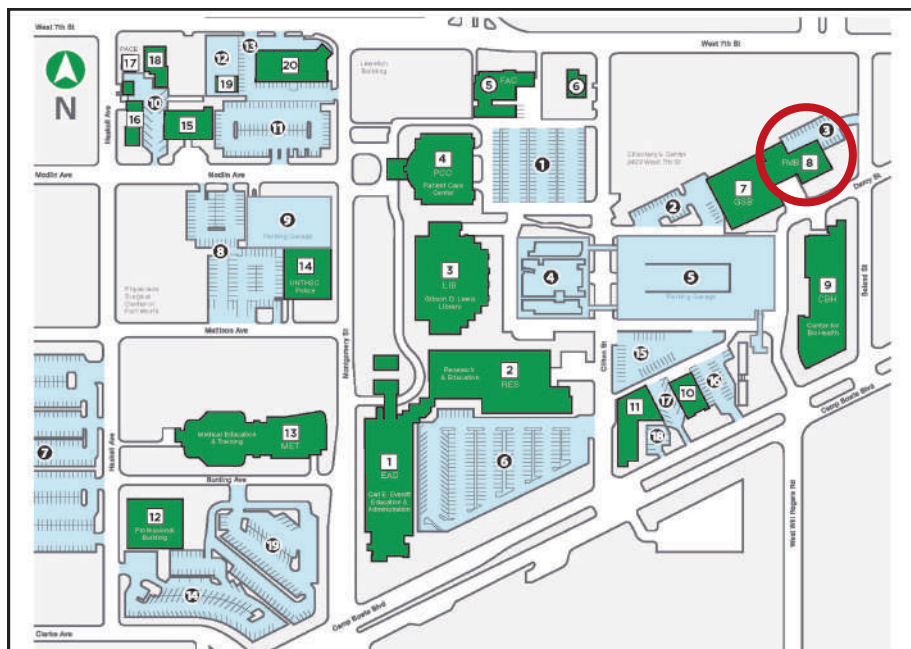 West 7th St
West 7th St
N
PACE
17
18
12
13
19
20
10
16
15
11
Haskell Ave
Modlin Ave
Modlin Ave
Lewellyn
Building
5
FAC
6
4
PCC
Patient Care
Center
1
3
FMB
8
7
GSB
2
Darcy St
9
Parking Garage
8
14
UNTHSC
Police
3
LIB
Gibson D. Lewis
Library
4
5
Parking Garage
9
CBH
Center for
BioHealth
Boland St
Mattison Ave
Montgomery St
Clifton St
15
2
RES
Research
& Education
16
17
10
11
18
Camp Bowie Blvd
7
Haskell Ave
Medical Education
& Training
13
MET
1
EAD
Carl E. Everett
Education &
Administration
6
Bunting Ave
12
Professional
Building
19
14
West Will Rogers Rd
Camp Bowie Blvd
Clarke Ave